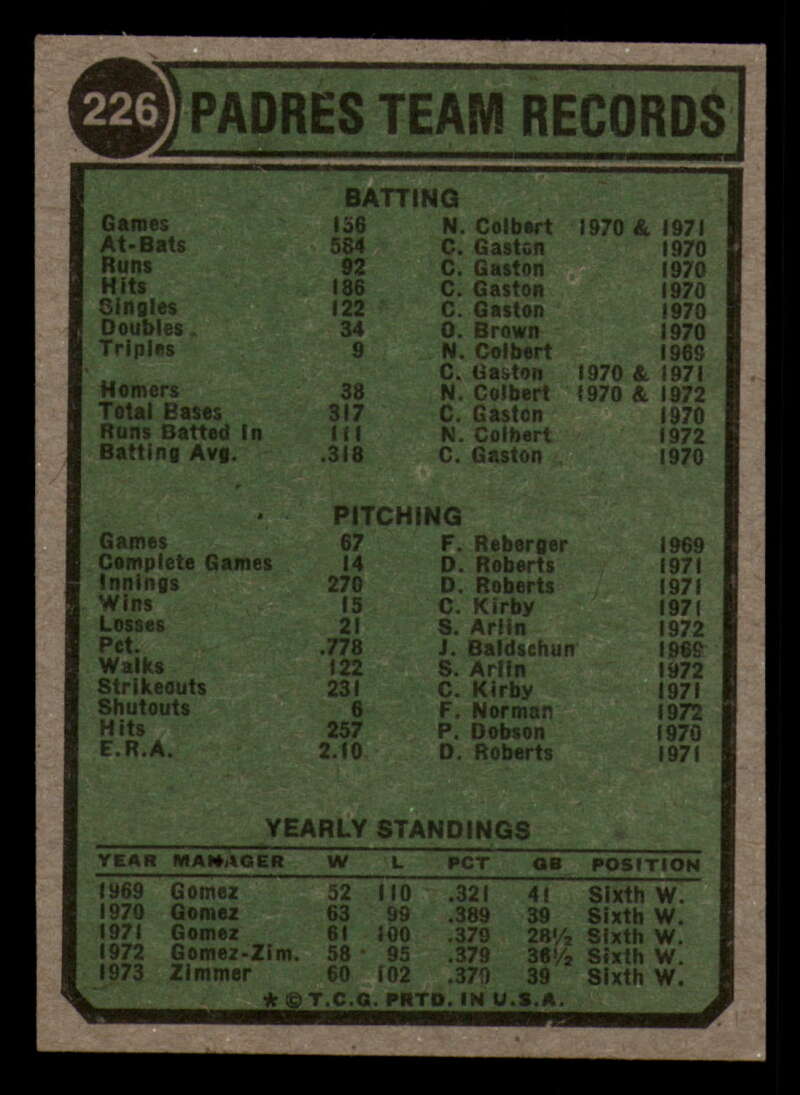 226 PADRES TEAM RECORDS
BATTING
Games 156 N. Colbert 1970 & 1971
At-Bats 584 C. Gaston 1970
Runs 92 C. Gaston 1970
Hits 186 C. Gaston 1970
Singles 122 C. Gaston 1970
Doubles 34 O. Brown 1970
Triples 9 N. Colbert 1969
C. Gaston 1970 & 1971
Homers 38 N. Colbert 1970 & 1972
Total Bases 317 C. Gaston 1970
Runs Batted In 111 N. Colbert 1972
Batting Avg. .318 C. Gaston 1970
PITCHING
Games 67 F. Reberger 1969
Complete Games 14 D. Roberts 1971
Innings 270 D. Roberts 1971
Wins 15 C. Kirby 1971
Losses 21 S. Arlin 1972
Pct. .778 J. Baldschun 1969
Walks 122 S. Arlin 1972
Strikeouts 231 C. Kirby 1971
Shutouts 6 F. Norman 1972
Hits 257 P. Dobson 1970
E.R.A. 2.10 D. Roberts 1971
YEARLY STANDINGS
YEAR MANAGER W L PCT GB POSITION
1969 Gomez 52 110 .321 41 Sixth W.
1970 Gomez 63 99 .389 39 Sixth W.
1971 Gomez 61 100 .379 28½ Sixth W.
1972 Gomez-Zim. 58 95 .379 36½ Sixth W.
1973 Zimmer 60 102 .370 39 Sixth W.
* © T.C.G. PRTD. IN U.S.A.